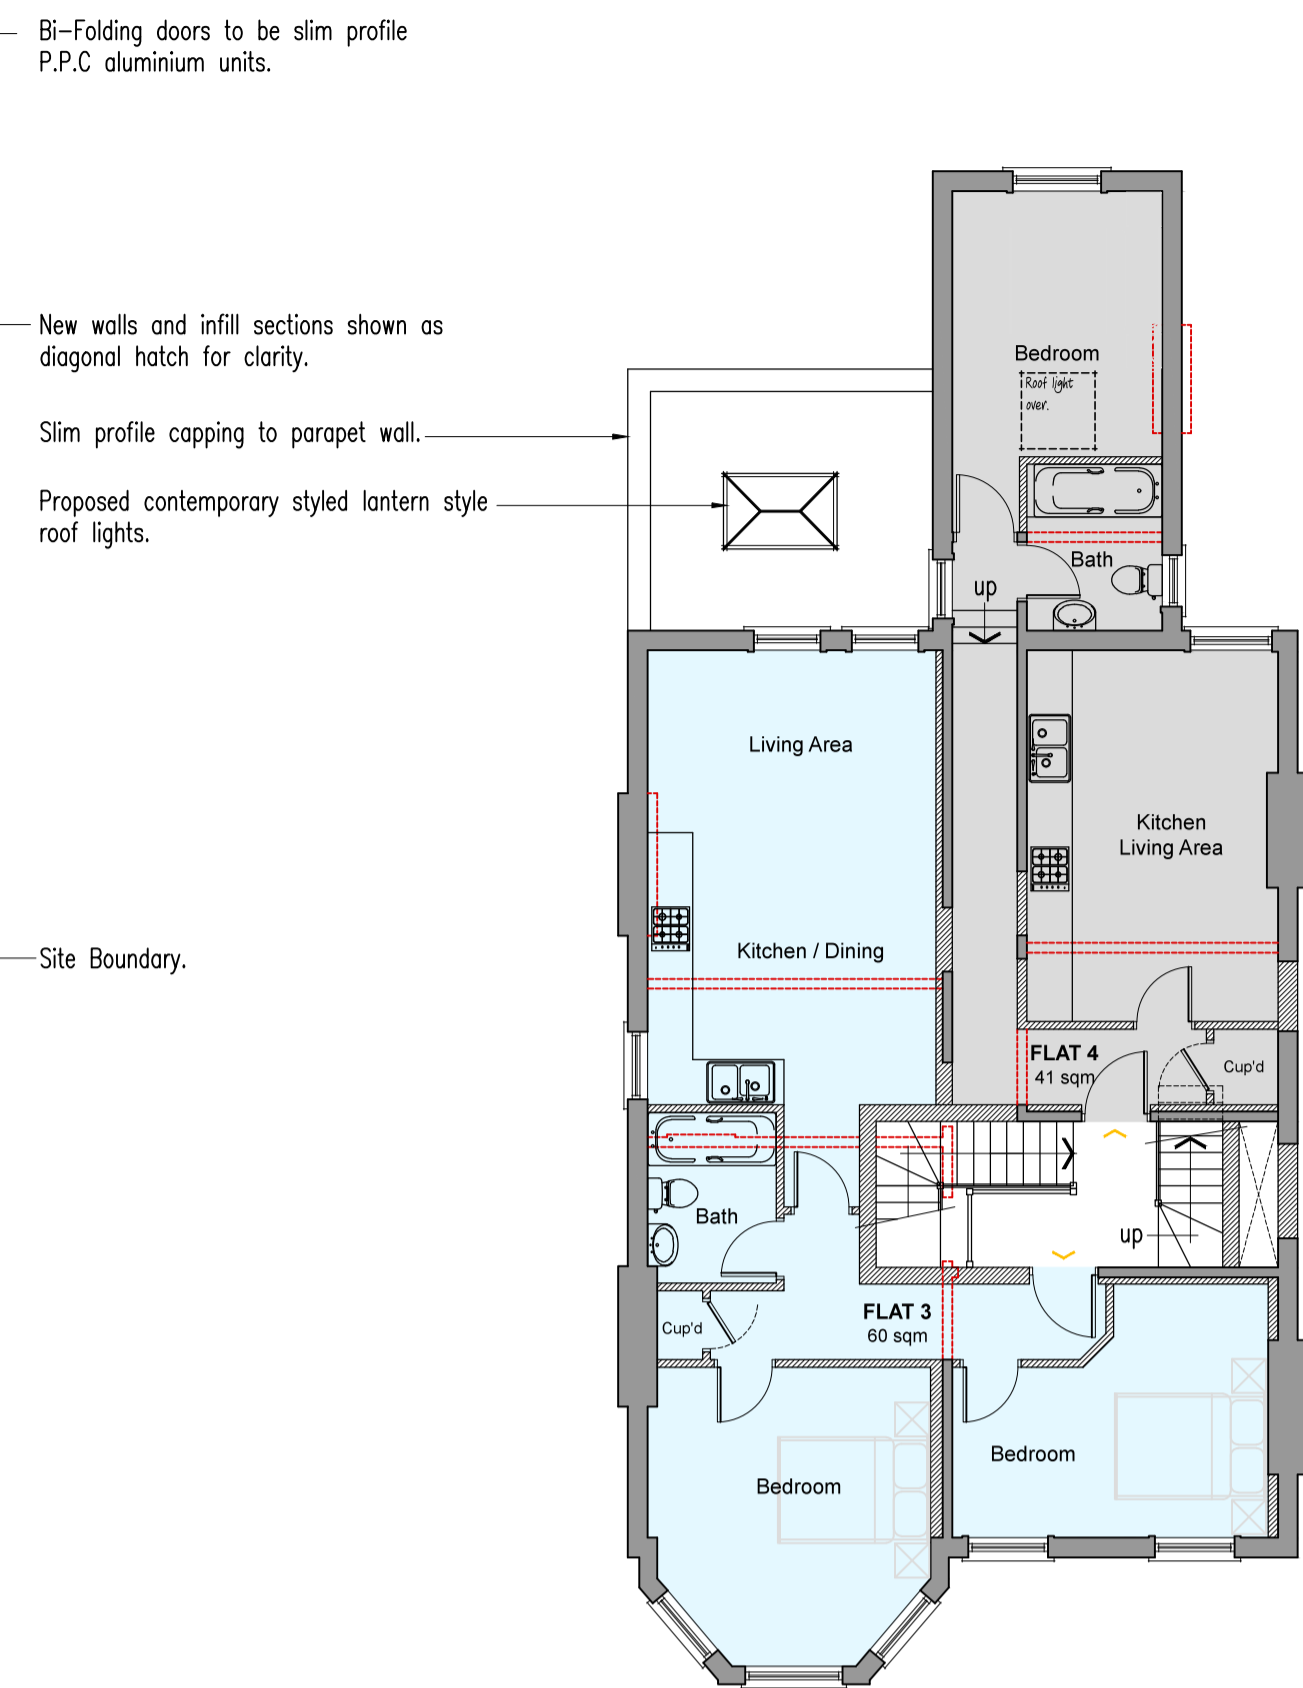 Bi-Folding doors to be slim profile
P.P.C aluminium units.
New walls and infill sections shown as
diagonal hatch for clarity.
Slim profile capping to parapet wall.
Proposed contemporary styled lantern style
roof lights.
Site Boundary.
Bedroom
Roof light
over.
Bath
up
Living Area
Kitchen
Living Area
Kitchen / Dining
FLAT 4
41 sqm
Cup'd
Bath
up
FLAT 3
60 sqm
Cup'd
Bedroom
Bedroom